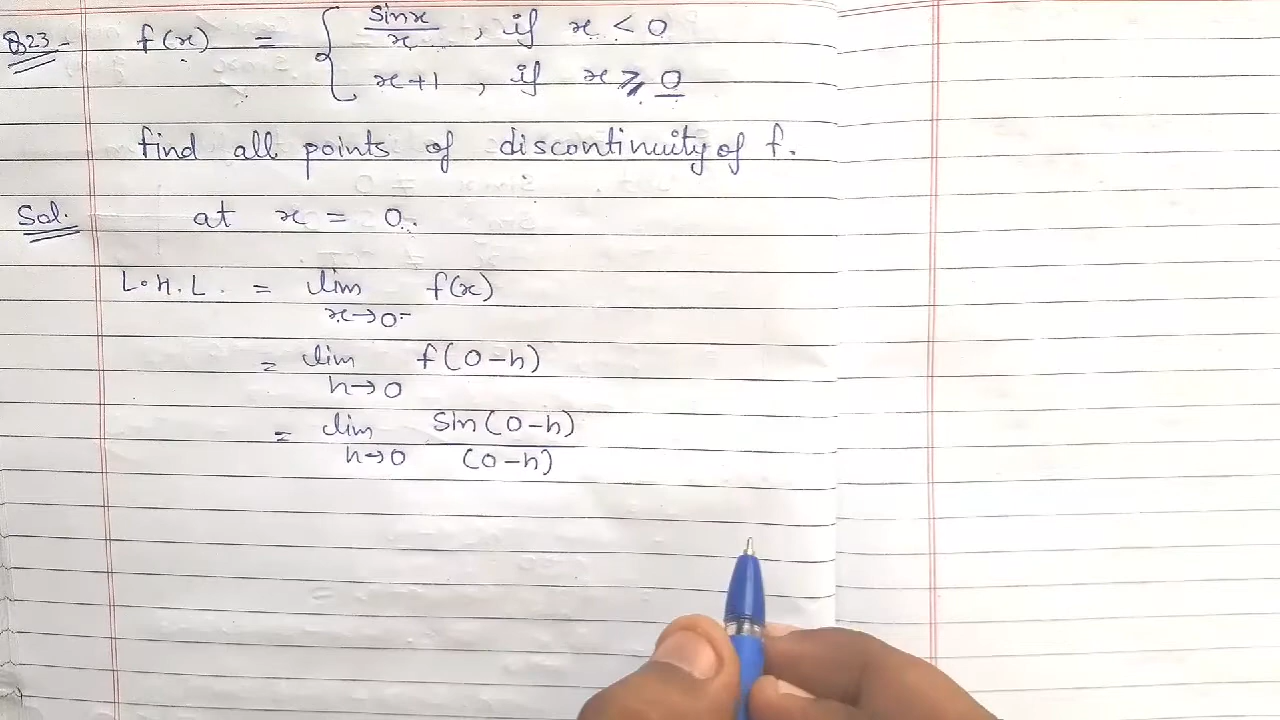 Q23- f(x) = { sinx/x , if x < 0
x+1 , if x ⩾ 0
find all points of discontinuity of f.
Sol. at x = 0.
L.H.L. = lim f(x)
x→0⁻
= lim f(0-h)
h→0
= lim Sin(0-h)
h→0 (0-h)